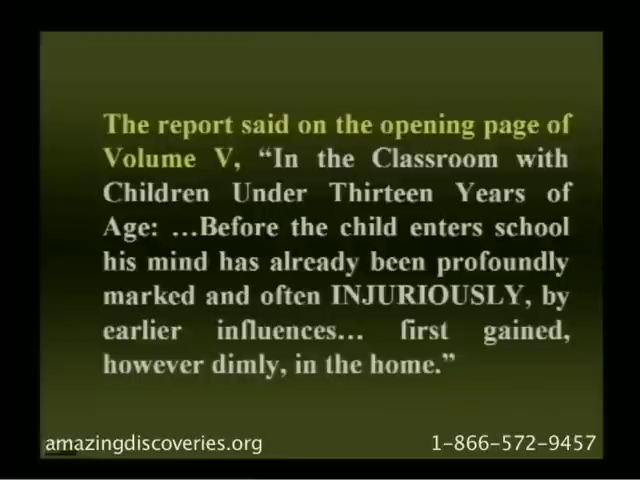 The report said on the opening page of
Volume V, “In the Classroom with
Children Under Thirteen Years of
Age: …Before the child enters school
his mind has already been profoundly
marked and often INJURIOUSLY, by
earlier influences… first gained,
however dimly, in the home.”
amazingdiscoveries.org 1-866-572-9457